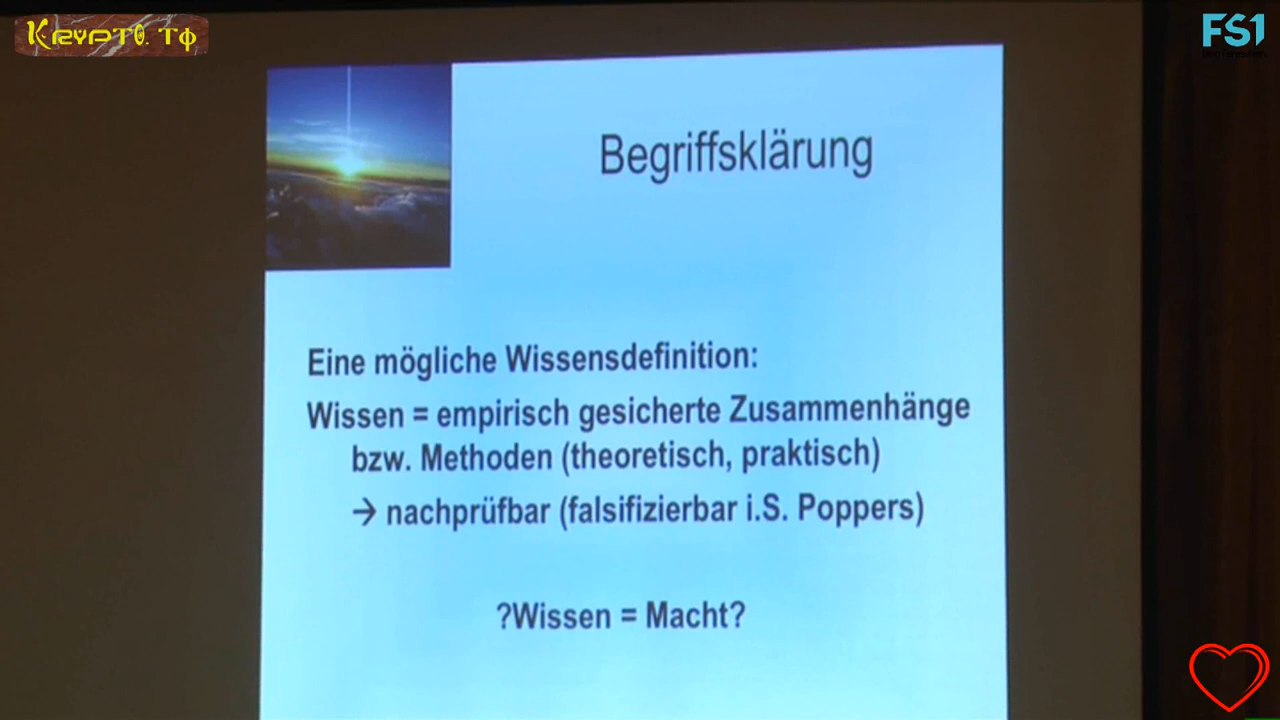 Krypto.TV
FS1
Begriffsklärung
Eine mögliche Wissensdefinition:
Wissen = empirisch gesicherte Zusammenhänge
bzw. Methoden (theoretisch, praktisch)
→ nachprüfbar (falsifizierbar i.S. Poppers)
?Wissen = Macht?